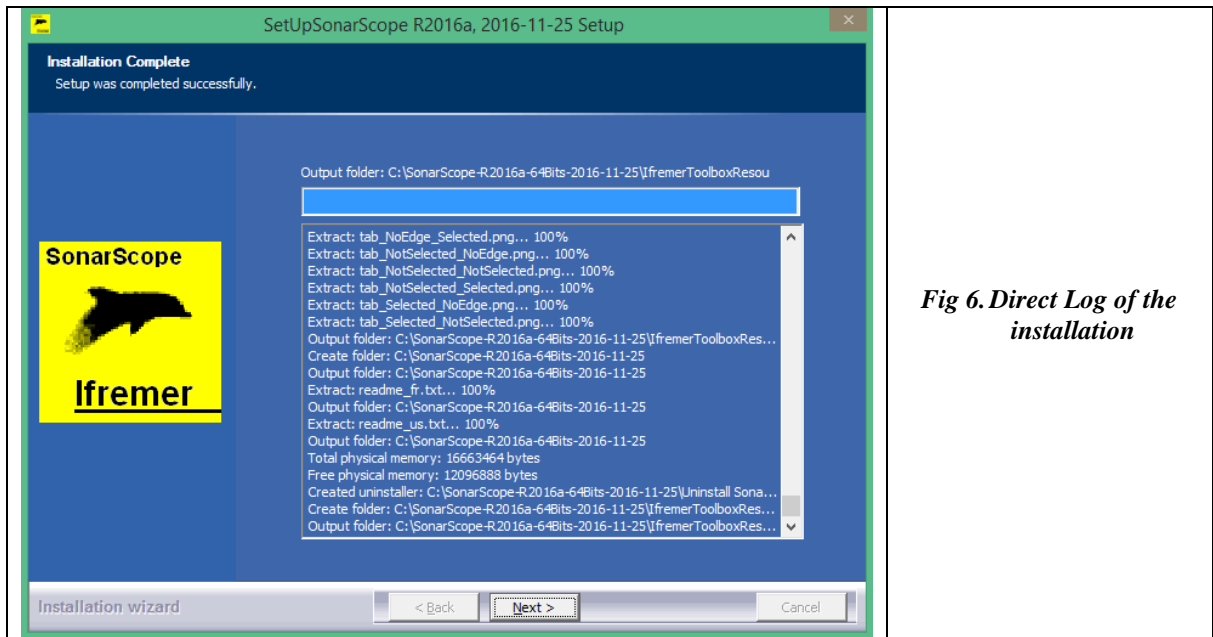 SetUpSonarScope R2016a, 2016-11-25 Setup
Installation Complete
Setup was completed successfully.
Output folder: C:\SonarScope-R2016a-64Bits-2016-11-25\IfremerToolboxResou
Extract: tab_NoEdge_Selected.png... 100%
Extract: tab_NotSelected_NoEdge.png... 100%
Extract: tab_NotSelected_NotSelected.png... 100%
Extract: tab_NotSelected_Selected.png... 100%
Extract: tab_Selected_NoEdge.png... 100%
Extract: tab_Selected_NotSelected.png... 100%
Output folder: C:\SonarScope-R2016a-64Bits-2016-11-25\IfremerToolboxRes...
Create folder: C:\SonarScope-R2016a-64Bits-2016-11-25
Output folder: C:\SonarScope-R2016a-64Bits-2016-11-25
Extract: readme_fr.txt... 100%
Output folder: C:\SonarScope-R2016a-64Bits-2016-11-25
Extract: readme_us.txt... 100%
Output folder: C:\SonarScope-R2016a-64Bits-2016-11-25
Total physical memory: 16663464 bytes
Free physical memory: 12096888 bytes
Created uninstaller: C:\SonarScope-R2016a-64Bits-2016-11-25\Uninstall Sona...
Create folder: C:\SonarScope-R2016a-64Bits-2016-11-25\IfremerToolboxRes...
Output folder: C:\SonarScope-R2016a-64Bits-2016-11-25\IfremerToolboxRes...
SonarScope
Ifremer
Installation wizard
< Back
Next >
Cancel
Fig 6. Direct Log of the
installation